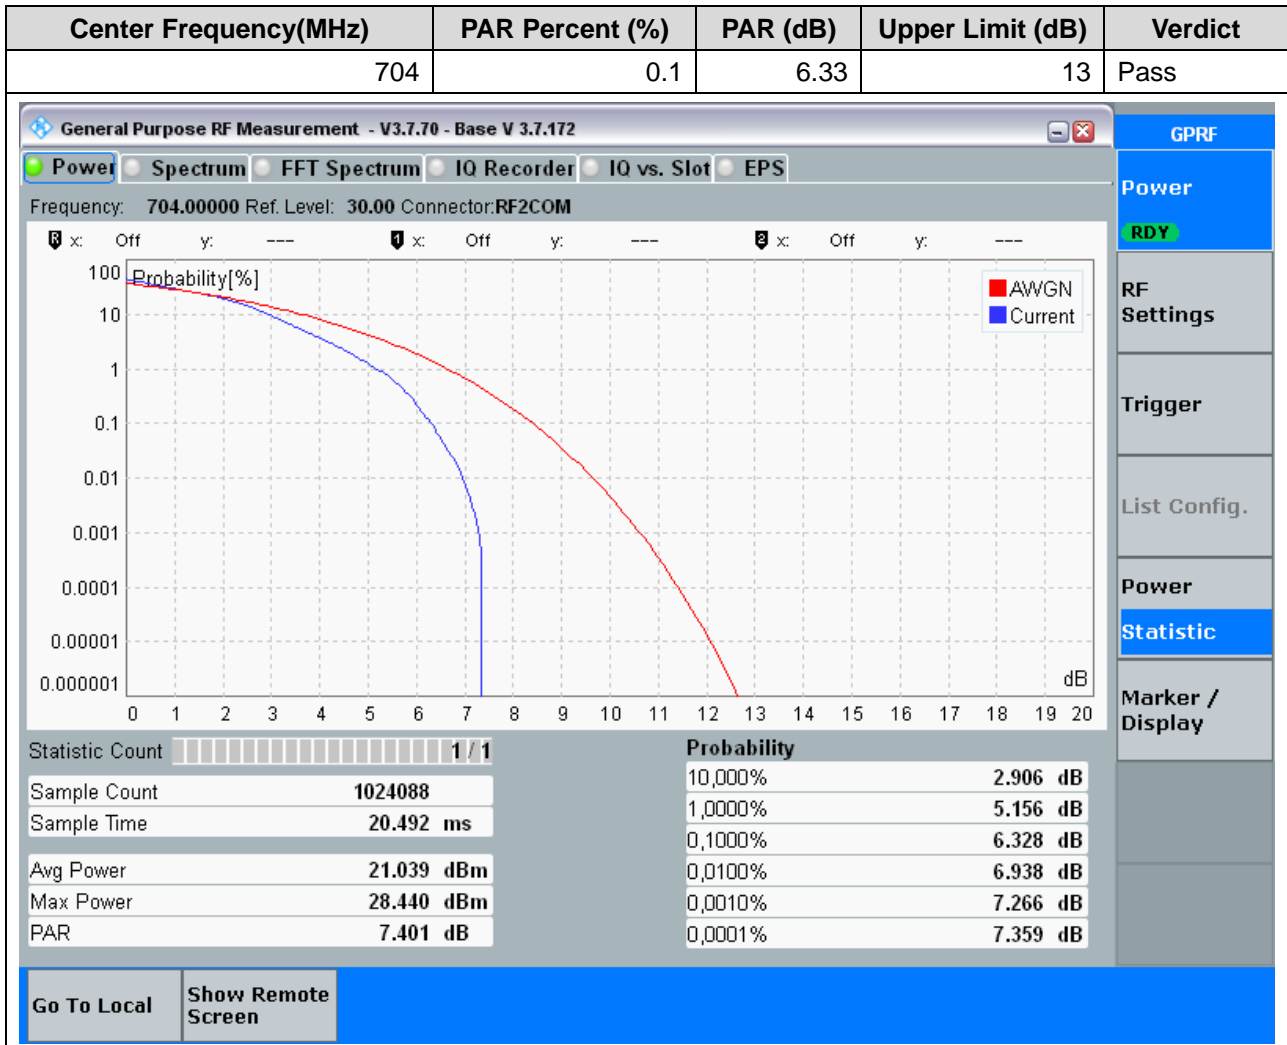 Center Frequency(MHz) PAR Percent (%) PAR (dB) Upper Limit (dB) Verdict
704 0.1 6.33 13 Pass
General Purpose RF Measurement - V3.7.70 - Base V 3.7.172
GPRF
Power Spectrum FFT Spectrum IQ Recorder IQ vs. Slot EPS
Power
RDY
Frequency: 704.00000 Ref. Level: 30.00 Connector:RF2COM
R x: Off y: --- 1 x: Off y: --- 2 x: Off y: ---
Probability[%]
AWGN
Current
100
10
1
0.1
0.01
0.001
0.0001
0.00001
0.000001
dB
0 1 2 3 4 5 6 7 8 9 10 11 12 13 14 15 16 17 18 19 20
RF
Settings
Trigger
List Config.
Power
Statistic
Marker /
Display
Statistic Count 1 / 1
Sample Count 1024088
Sample Time 20.492 ms
Avg Power 21.039 dBm
Max Power 28.440 dBm
PAR 7.401 dB
Probability
10,000% 2.906 dB
1,0000% 5.156 dB
0,1000% 6.328 dB
0,0100% 6.938 dB
0,0010% 7.266 dB
0,0001% 7.359 dB
Go To Local
Show Remote
Screen